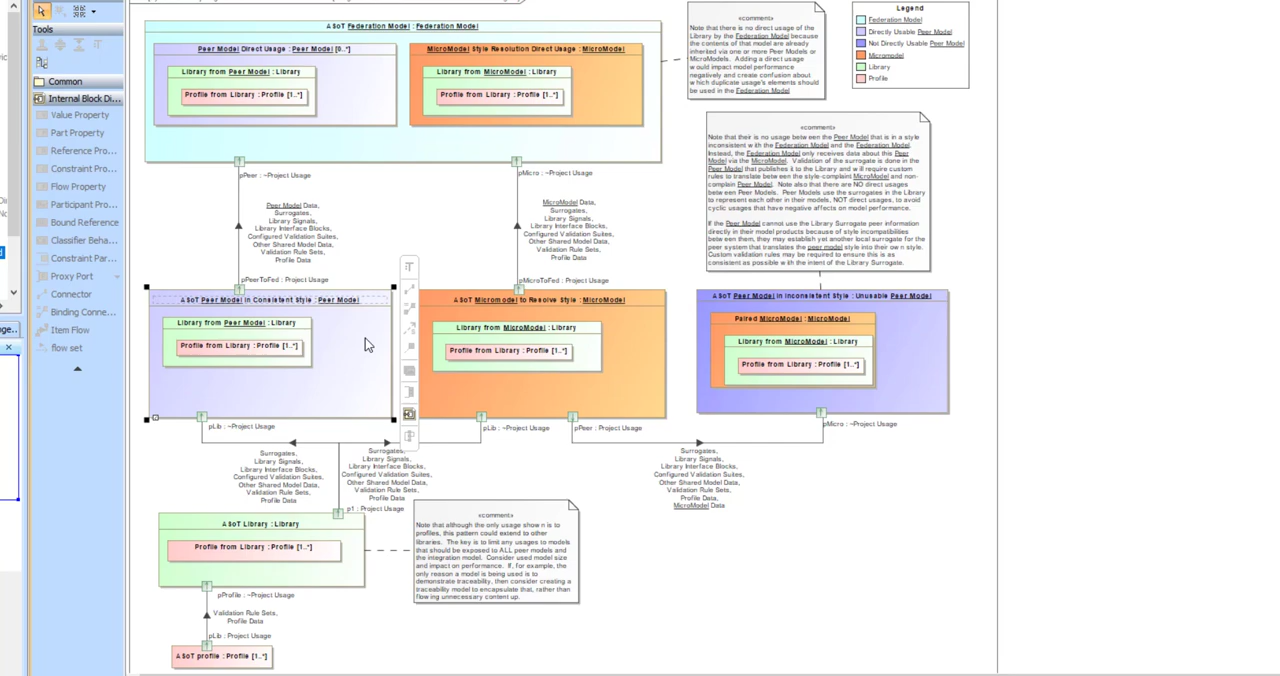 Tools
Common
Internal Block Di...
Value Property
Part Property
Reference Pro...
Constraint Pro...
Flow Property
Participant Pro...
Bound Reference
Classifier Beha...
Constraint Par...
Proxy Port
Connector
Binding Conne...
Item Flow
flow set
ASoT Federation Model : Federation Model
Peer Model Direct Usage : Peer Model [0..*]
Library from Peer Model : Library
Profile from Library : Profile [1..*]
MicroModel Style Resolution Direct Usage : MicroModel
Library from MicroModel : Library
Profile from Library : Profile [1..*]
«comment»
Note that there is no direct usage of the
Library by the Federation Model because
the contents of that model are already
inherited via one or more Peer Models or
MicroModels. Adding a direct usage
would impact model performance
negatively and create confusion about
which duplicate usage's elements should
be used in the Federation Model
Legend
Federation Model
Directly Usable Peer Model
Not Directly Usable Peer Model
Micromodel
Library
Profile
«comment»
Note that their is no usage between the Peer Model that is in a style
inconsistent with the Federation Model and the Federation Model.
Instead, the Federation Model only receives data about this Peer
Model via the MicroModel. Validation of the surrogate is done in the
Peer Model that publishes it to the Library and will require custom
rules to translate between the style-complaint MicroModel and non-
complain Peer Model. Note also that there are NO direct usages
between Peer Models. Peer Models use the surrogates in the Library
to represent each other in their models, NOT direct usages, to avoid
cyclic usages that have negative affects on model performance.
If the Peer Model cannot use the Library Surrogate peer information
directly in their model products because of style incompatibilities
between them, they may establish yet another local surrogate for the
peer system that translates the peer model style into their own style.
Custom validation rules may be required to ensure this is as
consistent as possible with the intent of the Library Surrogate.
pPeer : ~Project Usage
pMicro : ~Project Usage
Peer Model Data,
Surrogates,
Library Signals,
Library Interface Blocks,
Configured Validation Suites,
Other Shared Model Data,
Validation Rule Sets,
Profile Data
MicroModel Data,
Surrogates,
Library Signals,
Library Interface Blocks,
Configured Validation Suites,
Other Shared Model Data,
Validation Rule Sets,
Profile Data
pPeerToFed : Project Usage
pMicroToFed : Project Usage
ASoT Peer Model in Consistent Style : Peer Model
Library from Peer Model : Library
Profile from Library : Profile [1..*]
ASoT Micromodel to Resolve Style : MicroModel
Library from MicroModel : Library
Profile from Library : Profile [1..*]
ASoT Peer Model in Inconsistent Style : Unusable Peer Model
Paired MicroModel : MicroModel
Library from MicroModel : Library
Profile from Library : Profile [1..*]
pLib : ~Project Usage
pLib : ~Project Usage
pPeer : Project Usage
pMicro : ~Project Usage
Surrogates,
Library Signals,
Library Interface Blocks,
Configured Validation Suites,
Other Shared Model Data,
Validation Rule Sets,
Profile Data
Surrogates,
Library Signals,
Library Interface Blocks,
Configured Validation Suites,
Other Shared Model Data,
Validation Rule Sets,
Profile Data
Surrogates,
Library Signals,
Library Interface Blocks,
Configured Validation Suites,
Other Shared Model Data,
Validation Rule Sets,
Profile Data,
MicroModel Data
p1 : Project Usage
ASoT Library : Library
Profile from Library : Profile [1..*]
«comment»
Note that although the only usage shown is to
profiles, this pattern could extend to other
libraries. The key is to limit any usages to models
that should be exposed to ALL peer models and
the integration model. Consider used model size
and impact on performance. If, for example, the
only reason a model is being used is to
demonstrate traceability, then consider creating a
traceability model to encapsulate that, rather than
flowing unnecessary content up.
pProfile : ~Project Usage
Validation Rule Sets,
Profile Data
pLib : Project Usage
ASoT profile : Profile [1..*]